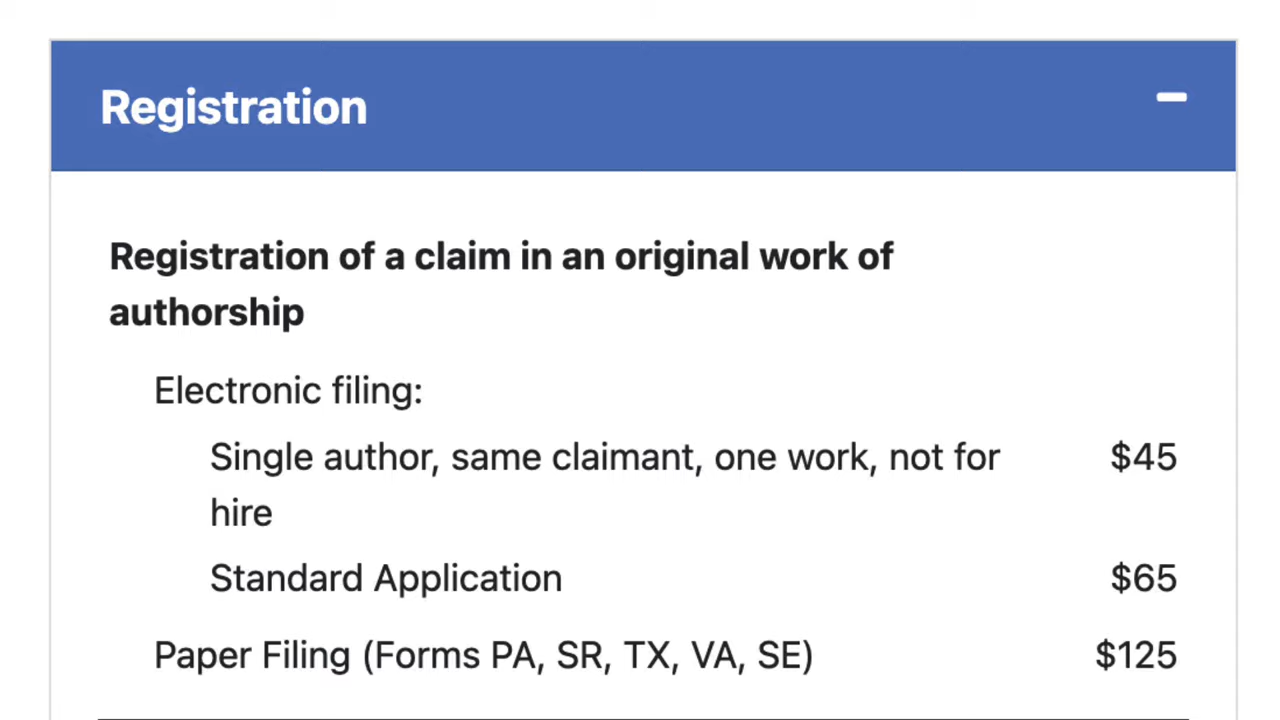 Registration
Registration of a claim in an original work of
authorship
Electronic filing:
Single author, same claimant, one work, not for $45
hire
Standard Application $65
Paper Filing (Forms PA, SR, TX, VA, SE) $125